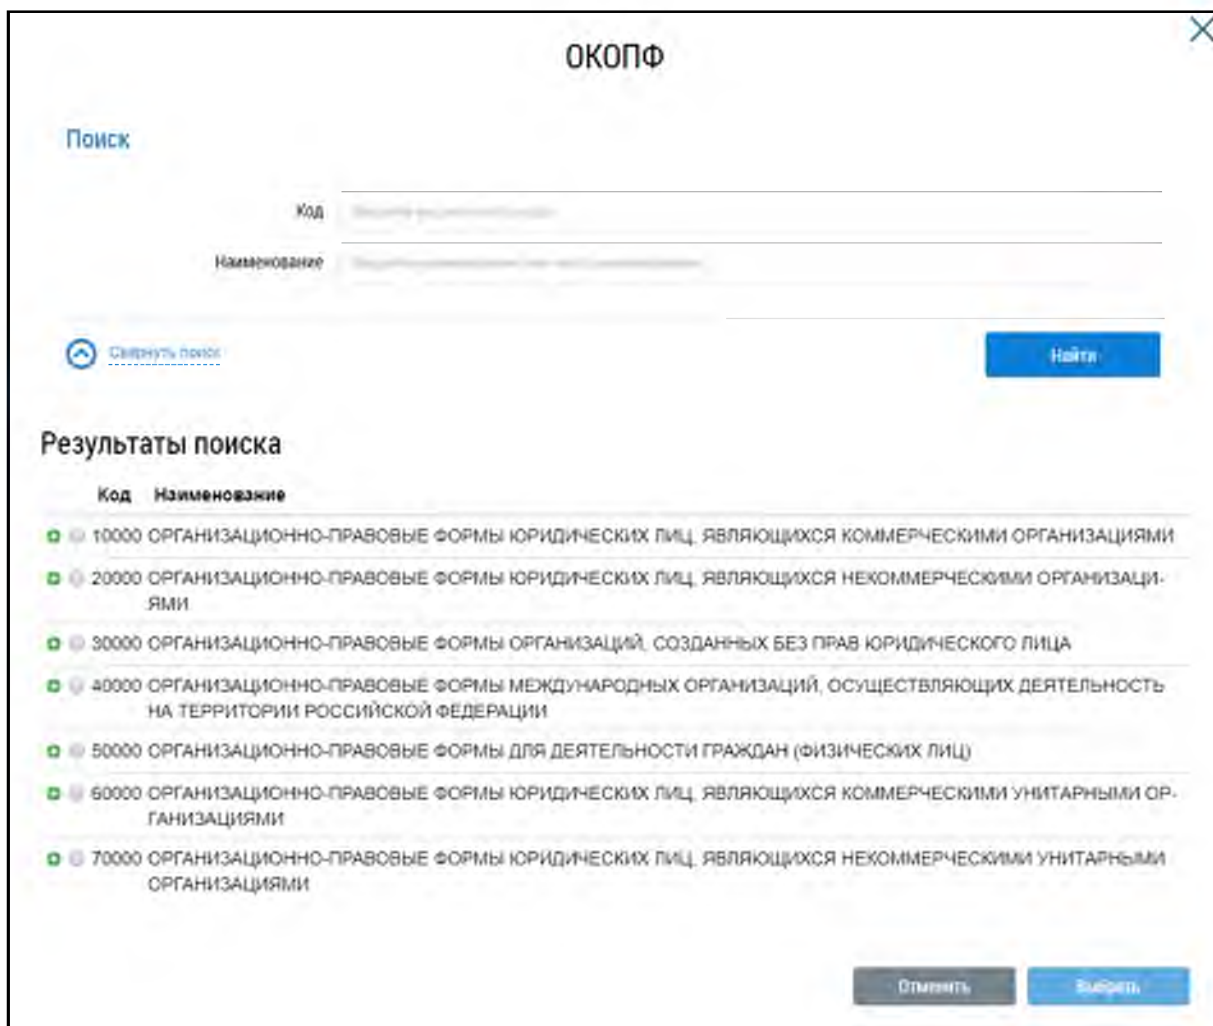 ОКОПФ
Поиск
Код
Наименование
Свернуть поиск
Найти
Результаты поиска
Код Наименование
10000 ОРГАНИЗАЦИОННО-ПРАВОВЫЕ ФОРМЫ ЮРИДИЧЕСКИХ ЛИЦ, ЯВЛЯЮЩИХСЯ КОММЕРЧЕСКИМИ ОРГАНИЗАЦИЯМИ
20000 ОРГАНИЗАЦИОННО-ПРАВОВЫЕ ФОРМЫ ЮРИДИЧЕСКИХ ЛИЦ, ЯВЛЯЮЩИХСЯ НЕКОММЕРЧЕСКИМИ ОРГАНИЗАЦИ-
ЯМИ
30000 ОРГАНИЗАЦИОННО-ПРАВОВЫЕ ФОРМЫ ОРГАНИЗАЦИЙ, СОЗДАННЫХ БЕЗ ПРАВ ЮРИДИЧЕСКОГО ЛИЦА
40000 ОРГАНИЗАЦИОННО-ПРАВОВЫЕ ФОРМЫ МЕЖДУНАРОДНЫХ ОРГАНИЗАЦИЙ, ОСУЩЕСТВЛЯЮЩИХ ДЕЯТЕЛЬНОСТЬ
НА ТЕРРИТОРИИ РОССИЙСКОЙ ФЕДЕРАЦИИ
50000 ОРГАНИЗАЦИОННО-ПРАВОВЫЕ ФОРМЫ ДЛЯ ДЕЯТЕЛЬНОСТИ ГРАЖДАН (ФИЗИЧЕСКИХ ЛИЦ)
60000 ОРГАНИЗАЦИОННО-ПРАВОВЫЕ ФОРМЫ ЮРИДИЧЕСКИХ ЛИЦ, ЯВЛЯЮЩИХСЯ КОММЕРЧЕСКИМИ УНИТАРНЫМИ ОР-
ГАНИЗАЦИЯМИ
70000 ОРГАНИЗАЦИОННО-ПРАВОВЫЕ ФОРМЫ ЮРИДИЧЕСКИХ ЛИЦ, ЯВЛЯЮЩИХСЯ НЕКОММЕРЧЕСКИМИ УНИТАРНЫМИ
ОРГАНИЗАЦИЯМИ
Отменить Выбрать